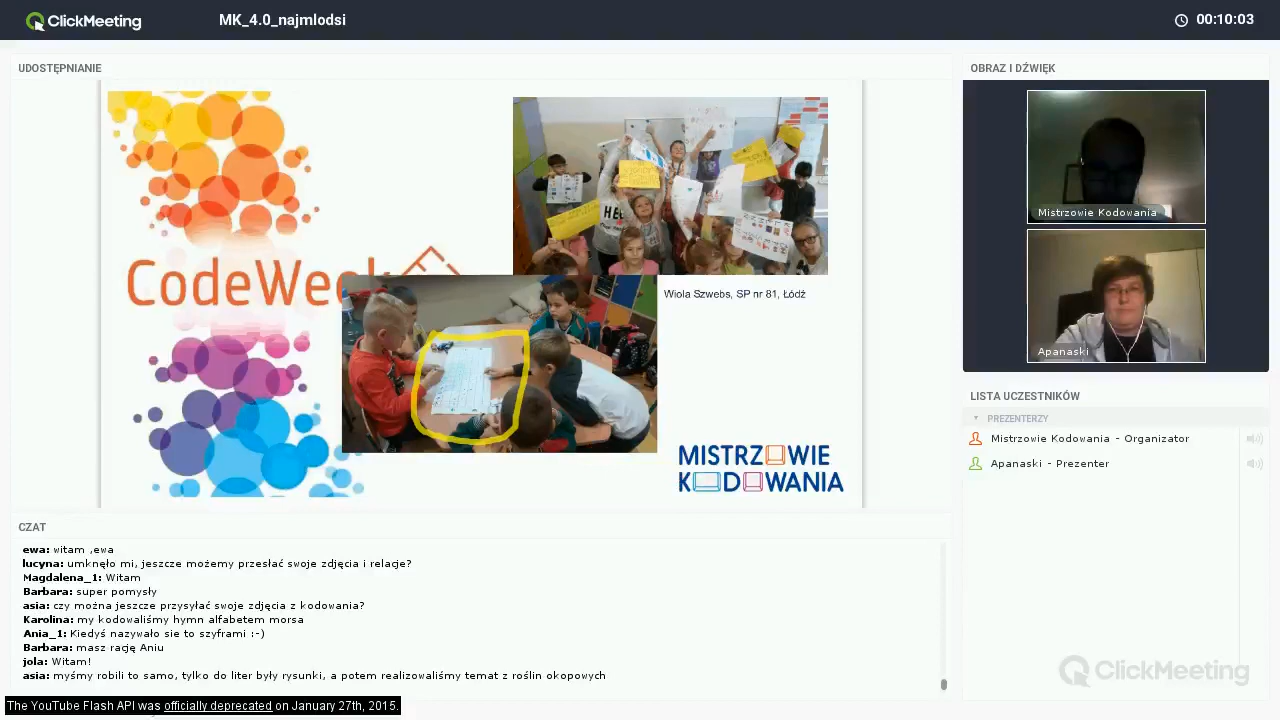 ClickMeeting
MK_4.0_najmlodsi
00:10:03
UDOSTĘPNIANIE
OBRAZ I DŹWIĘK
CodeWeek
Wiola Szwebs, SP nr 81, Łódź
MISTRZOWIE
KODOWANIA
Mistrzowie Kodowania
Apanaski
LISTA UCZESTNIKÓW
PREZENTERZY
Mistrzowie Kodowania - Organizator
Apanaski - Prezenter
CZAT
ewa: witam ,ewa
lucyna: umknęło mi, jeszcze możemy przesłać swoje zdjęcia i relacje?
Magdalena_1: Witam
Barbara: super pomysły
asia: czy można jeszcze przysyłać swoje zdjęcia z kodowania?
Karolina: my kodowaliśmy hymn alfabetem morsa
Ania_1: Kiedyś nazywało sie to szyframi :-)
Barbara: masz rację Aniu
jola: Witam!
asia: myśmy robili to samo, tylko do liter były rysunki, a potem realizowaliśmy temat z roślin okopowych
ClickMeeting
The YouTube Flash API was officially deprecated on January 27th, 2015.